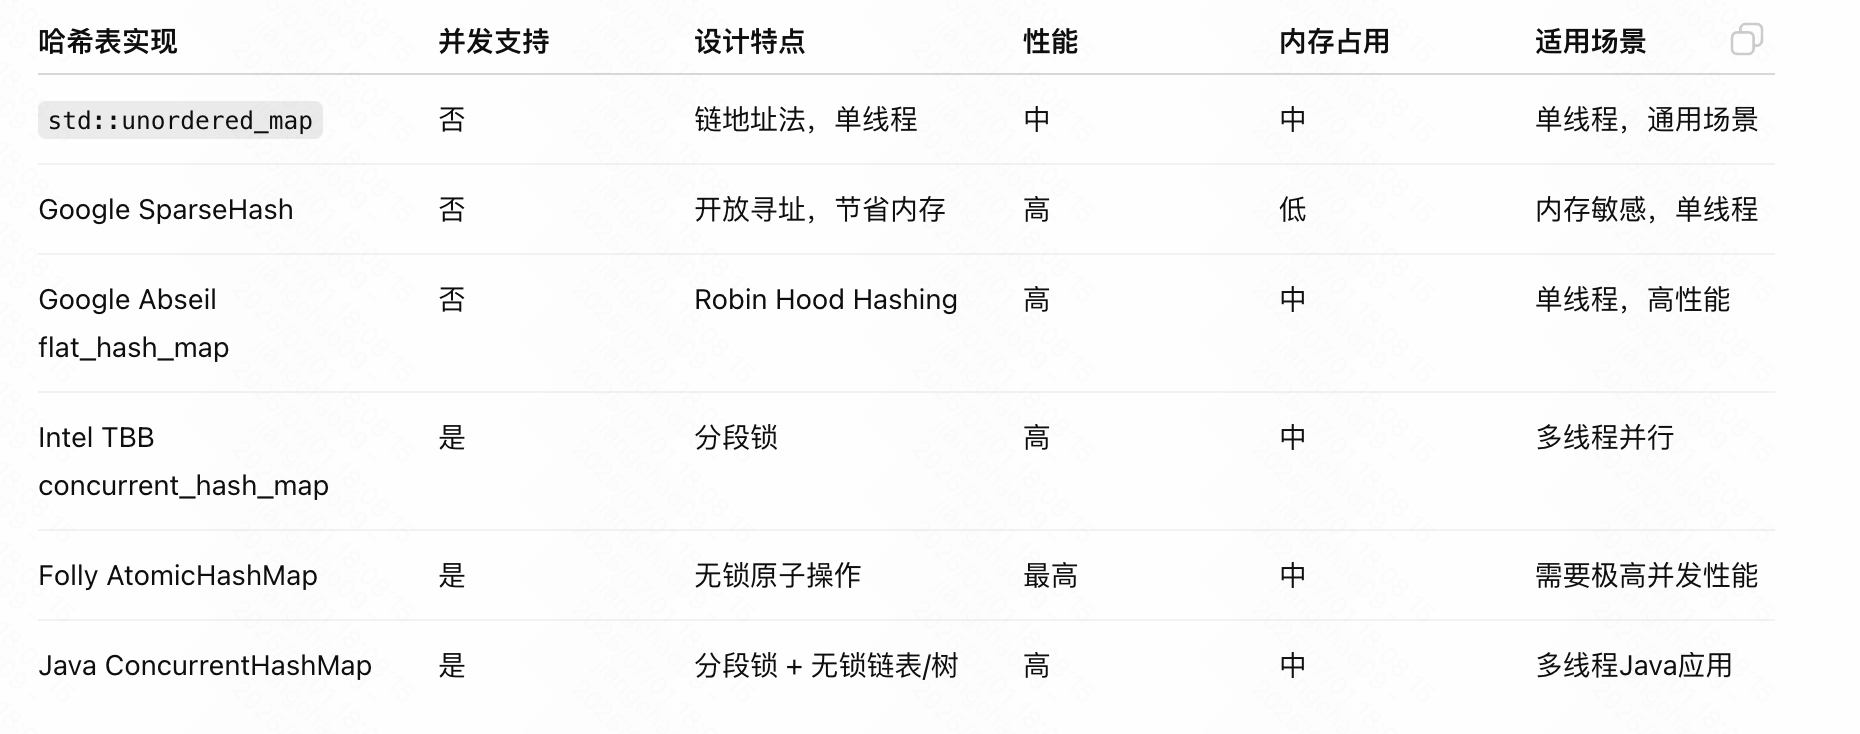 哈希表实现 并发支持 设计特点 性能 内存占用 适用场景
std::unordered_map 否 链地址法，单线程 中 中 单线程，通用场景
Google SparseHash 否 开放寻址，节省内存 高 低 内存敏感，单线程
Google Abseil 否 Robin Hood Hashing 高 中 单线程，高性能
flat_hash_map
Intel TBB 是 分段锁 高 中 多线程并行
concurrent_hash_map
Folly AtomicHashMap 是 无锁原子操作 最高 中 需要极高并发性能
Java ConcurrentHashMap 是 分段锁 + 无锁链表/树 高 中 多线程Java应用